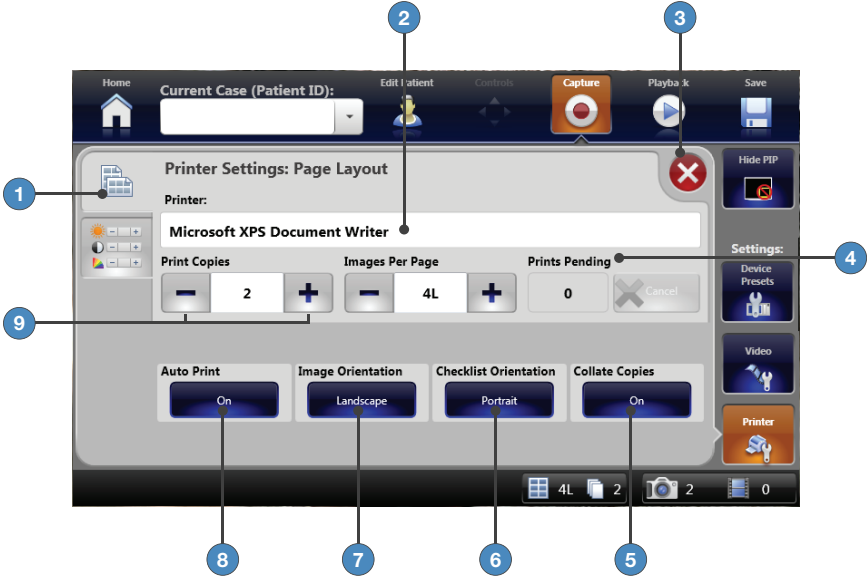 2
3
Home
Current Case (Patient ID):
Edit Patient
Controls
Capture
Playback
Save
1
Printer Settings: Page Layout
Hide PIP
Printer:
Microsoft XPS Document Writer
Settings:
Print Copies
Images Per Page
Prints Pending
4
Device
Presets
2
4L
0
Cancel
9
Video
Auto Print
Image Orientation
Checklist Orientation
Collate Copies
On
Landscape
Portrait
On
Printer
4L
2
2
0
8
7
6
5